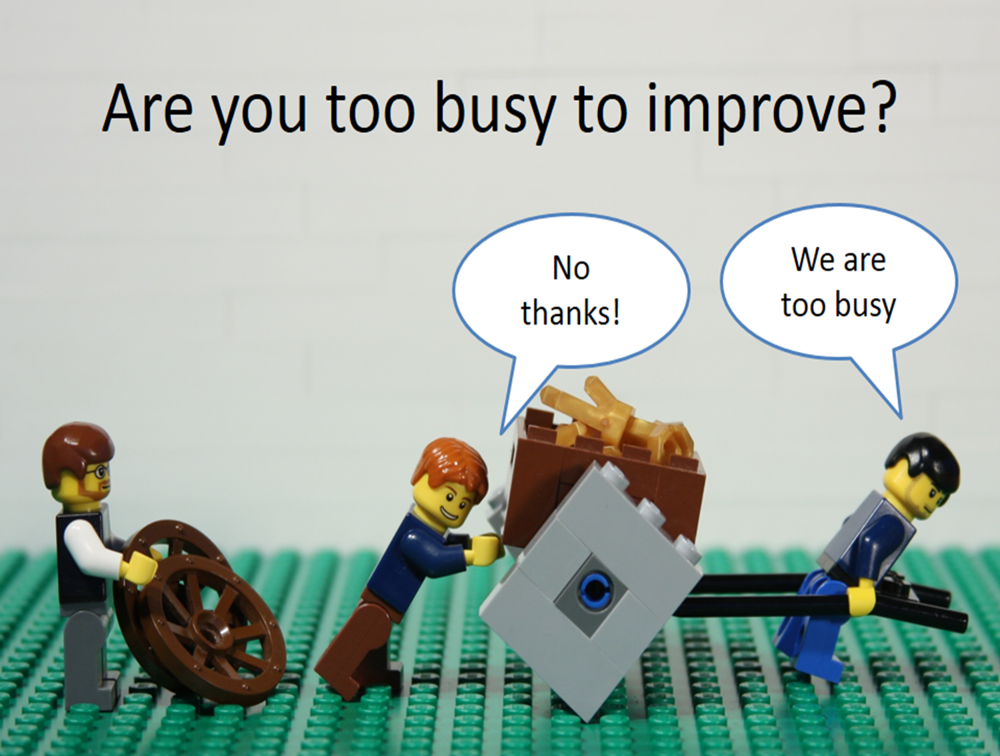 Are you too busy to improve?
No
thanks!
We are
too busy